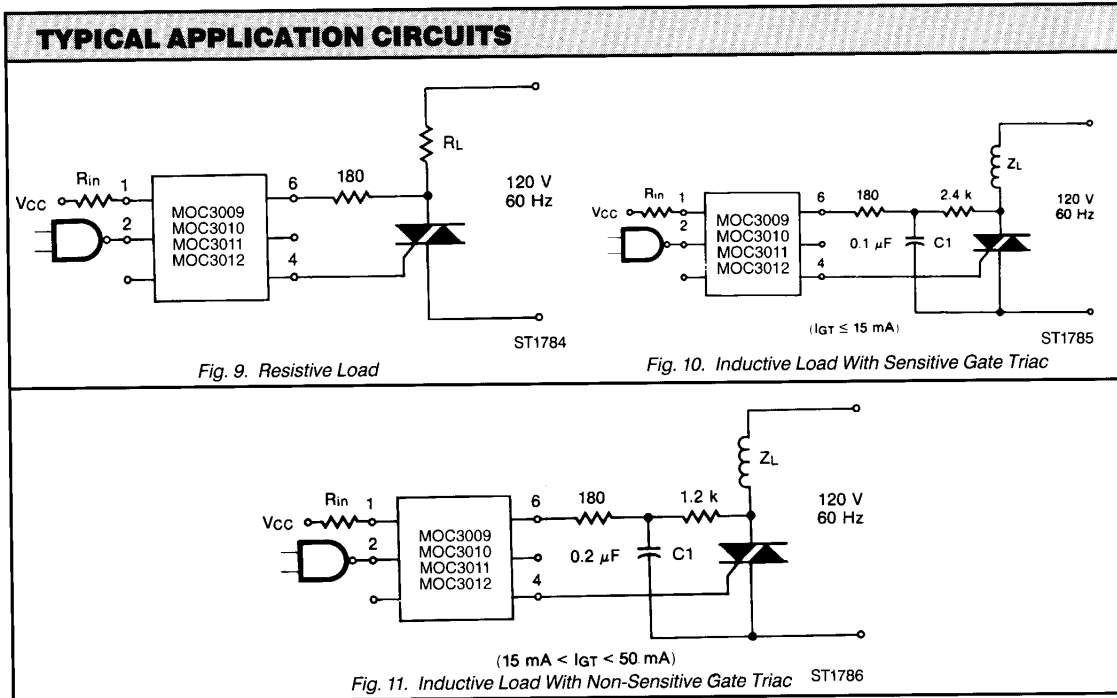 TYPICAL APPLICATION CIRCUITS
Rin
VCC
1
2
MOC3009
MOC3010
MOC3011
MOC3012
6
4
180
RL
120 V
60 Hz
ST1784
Fig. 9. Resistive Load
Rin
VCC
1
2
MOC3009
MOC3010
MOC3011
MOC3012
6
4
180
2.4 k
0.1 µF
C1
ZL
120 V
60 Hz
(IGT ≤ 15 mA)
ST1785
Fig. 10. Inductive Load With Sensitive Gate Triac
Rin
VCC
1
2
MOC3009
MOC3010
MOC3011
MOC3012
6
4
180
1.2 k
0.2 µF
C1
ZL
120 V
60 Hz
(15 mA < IGT < 50 mA)
Fig. 11. Inductive Load With Non-Sensitive Gate Triac
ST1786